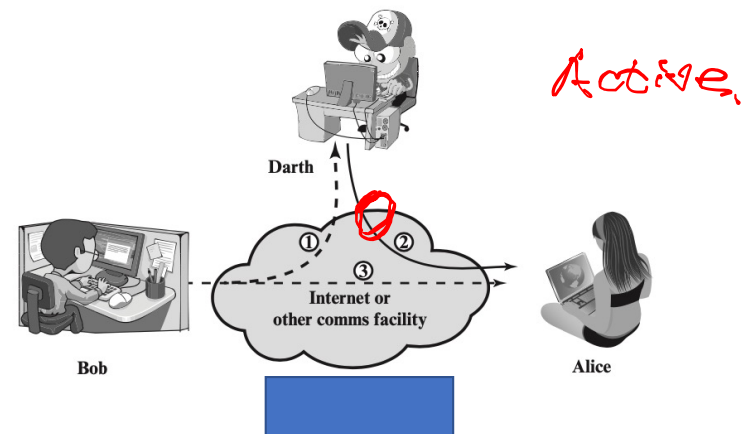 Active.
Darth
①
②
③
Internet or
other comms facility
Bob
Alice